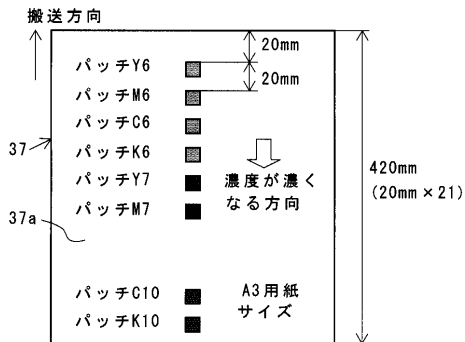 搬送方向
20mm
パッチY6
20mm
パッチM6
パッチC6
パッチK6
37
パッチY7
濃度が濃く
なる方向
パッチM7
420mm
(20mm×21)
37a
パッチC10
パッチK10
A3用紙
サイズ